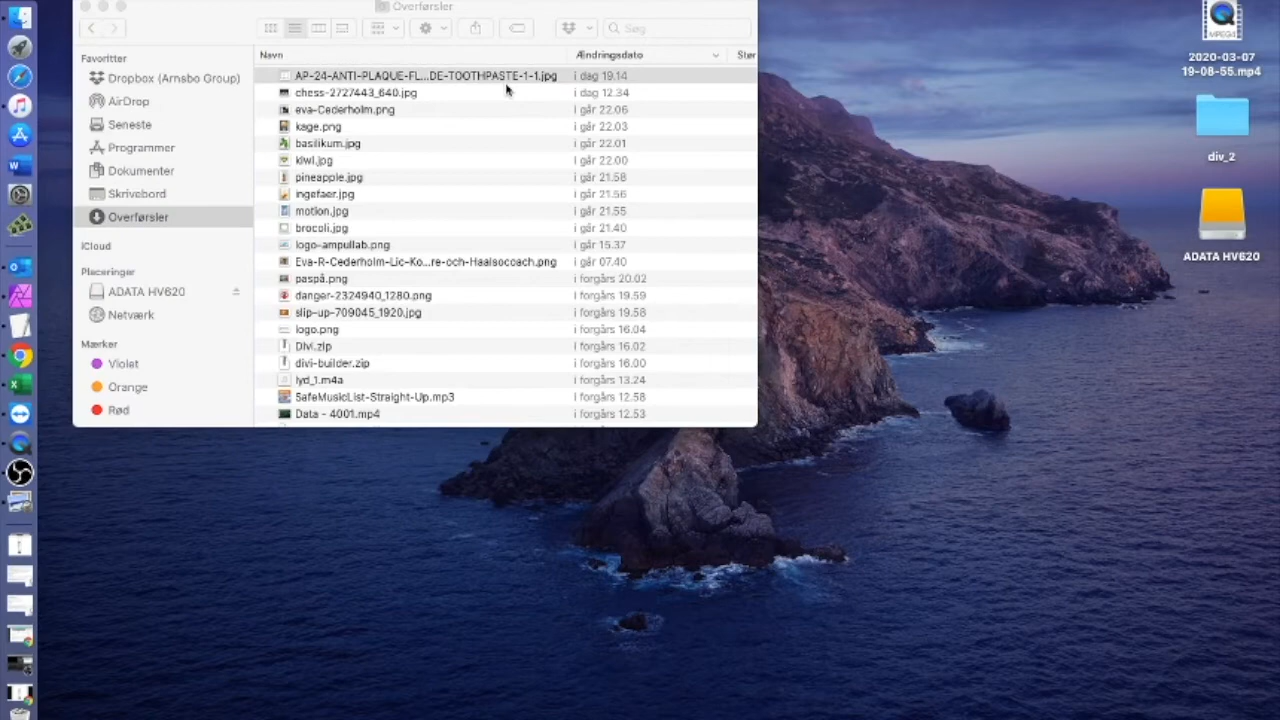 Overførsler
Søg
Favoritter
Dropbox (Arnsbo Group)
AirDrop
Seneste
Programmer
Dokumenter
Skrivebord
Overførsler
iCloud
Placeringer
ADATA HV620
Netværk
Mærker
Violet
Orange
Rød
Navn Ændringsdato Stør
AP-24-ANTI-PLAQUE-FL...DE-TOOTHPASTE-1-1.jpg i dag 19.14
chess-2727443_640.jpg i dag 12.34
eva-Cederholm.png i går 22.06
kage.png i går 22.03
basilikum.jpg i går 22.01
kiwi.jpg i går 22.00
pineapple.jpg i går 21.58
ingefaer.jpg i går 21.56
motion.jpg i går 21.55
brocoli.jpg i går 21.40
logo-ampullab.png i går 15.37
Eva-R-Cederholm-Lic-Ko...re-och-Haalsocoach.png i går 07.40
paspå.png i forgårs 20.02
danger-2324940_1280.png i forgårs 19.59
slip-up-709045_1920.jpg i forgårs 19.58
logo.png i forgårs 16.04
Divi.zip i forgårs 16.02
divi-builder.zip i forgårs 16.00
lyd_1.m4a i forgårs 13.24
SafeMusicList-Straight-Up.mp3 i forgårs 12.58
Data - 4001.mp4 i forgårs 12.53
MPEG4
2020-03-07
19-08-55.mp4
div_2
ADATA HV620